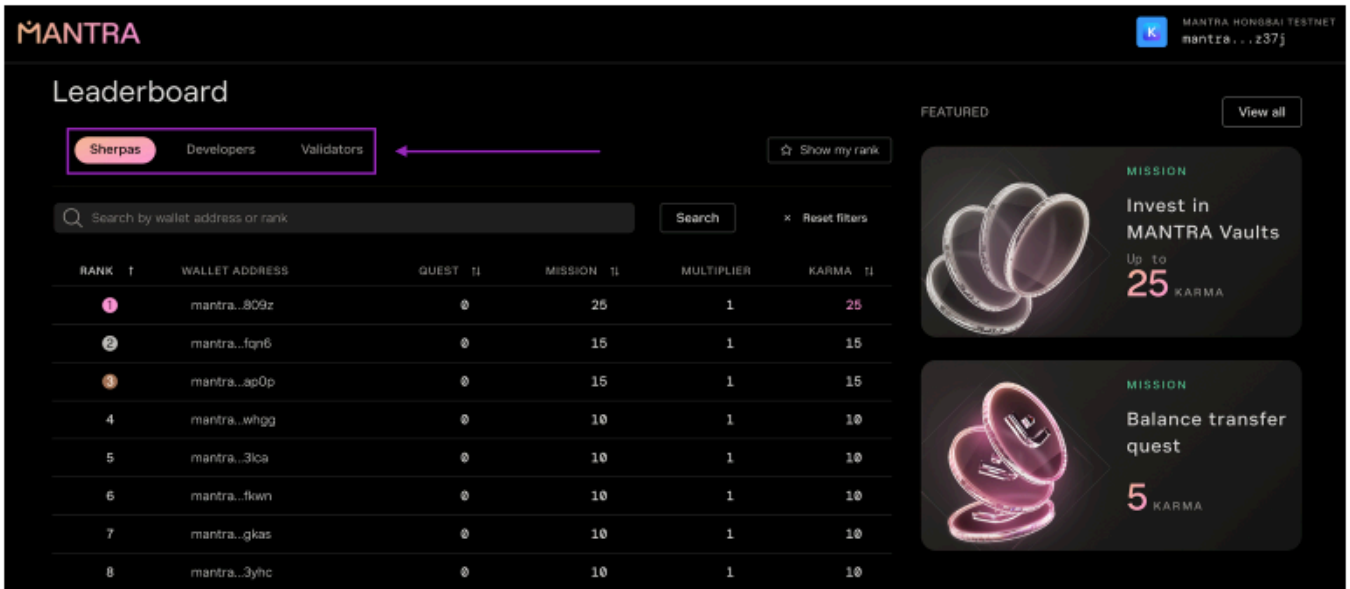 MANTRA
MANTRA HONGBAI TESTNET
mantra...z37j
Leaderboard
Sherpas Developers Validators
Show my rank
Search by wallet address or rank
Search
× Reset filters
RANK ↑ WALLET ADDRESS QUEST ↑↓ MISSION ↑↓ MULTIPLIER KARMA ↑↓
1 mantra...809z 0 25 1 25
2 mantra...fqn6 0 15 1 15
3 mantra...ap0p 0 15 1 15
4 mantra...whgg 0 10 1 10
5 mantra...3lca 0 10 1 10
6 mantra...fkwn 0 10 1 10
7 mantra...gkas 0 10 1 10
8 mantra...3yhc 0 10 1 10
FEATURED
View all
MISSION
Invest in
MANTRA Vaults
Up to
25 KARMA
MISSION
Balance transfer
quest
5 KARMA